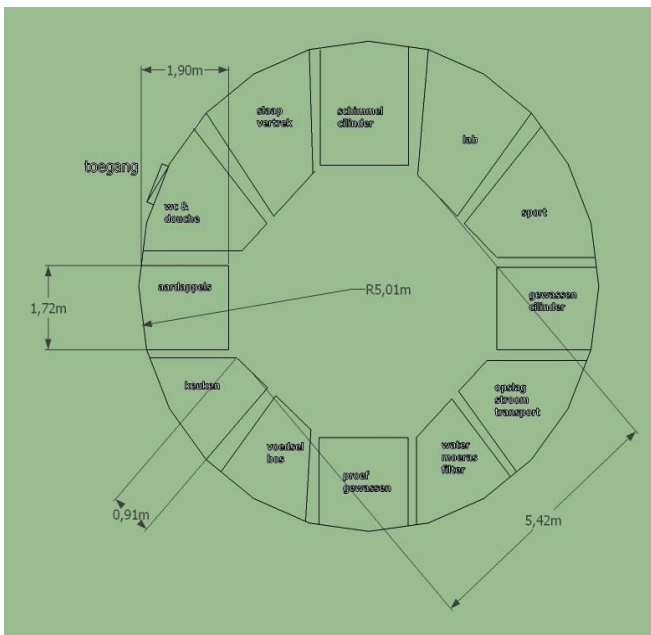 1,90m
staap
vertrek
schimmel
cilinder
lab
toegang
wc &
douche
sport
aardappels
gewassen
cilinder
R5,01m
1,72m
keuken
opslag
stroom
transport
voedsel
bos
proef
gewassen
water
moeras
filter
0,91m
5,42m